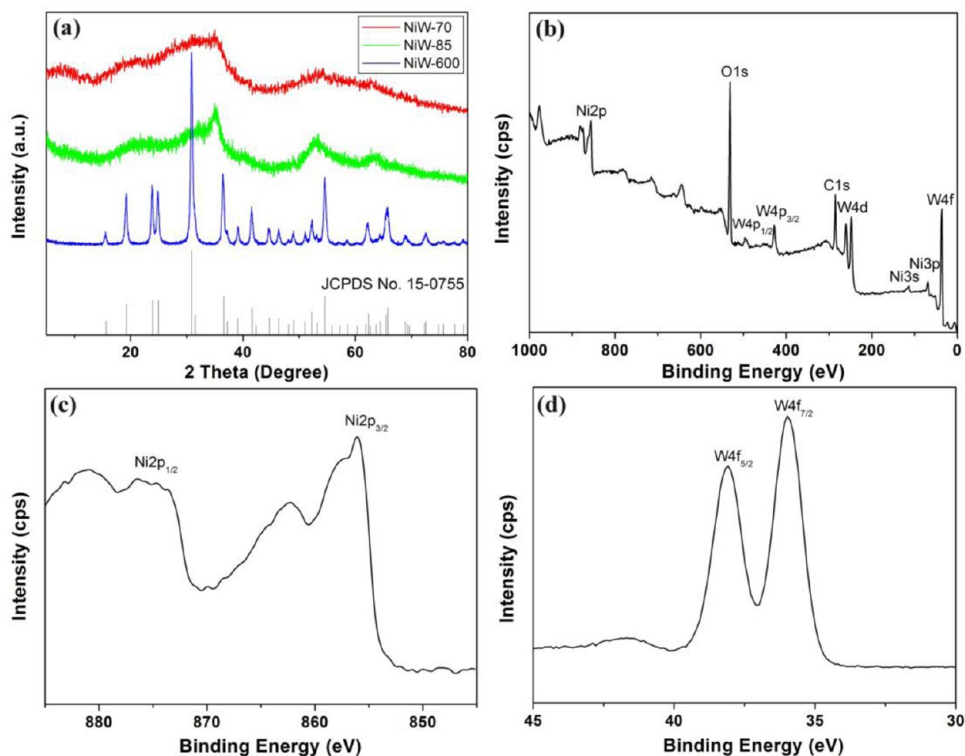 (a)
NiW-70
NiW-85
NiW-600
Intensity (a.u.)
JCPDS No. 15-0755
20 40 60 80
2 Theta (Degree)
(b)
O1s
Ni2p
C1s
W4f
W4p3/2
W4d
W4p1/2
Ni3p
Ni3s
Intensity (cps)
1000 800 600 400 200 0
Binding Energy (eV)
(c)
Ni2p3/2
Ni2p1/2
Intensity (cps)
880 870 860 850
Binding Energy (eV)
(d)
W4f7/2
W4f5/2
Intensity (cps)
45 40 35 30
Binding Energy (eV)